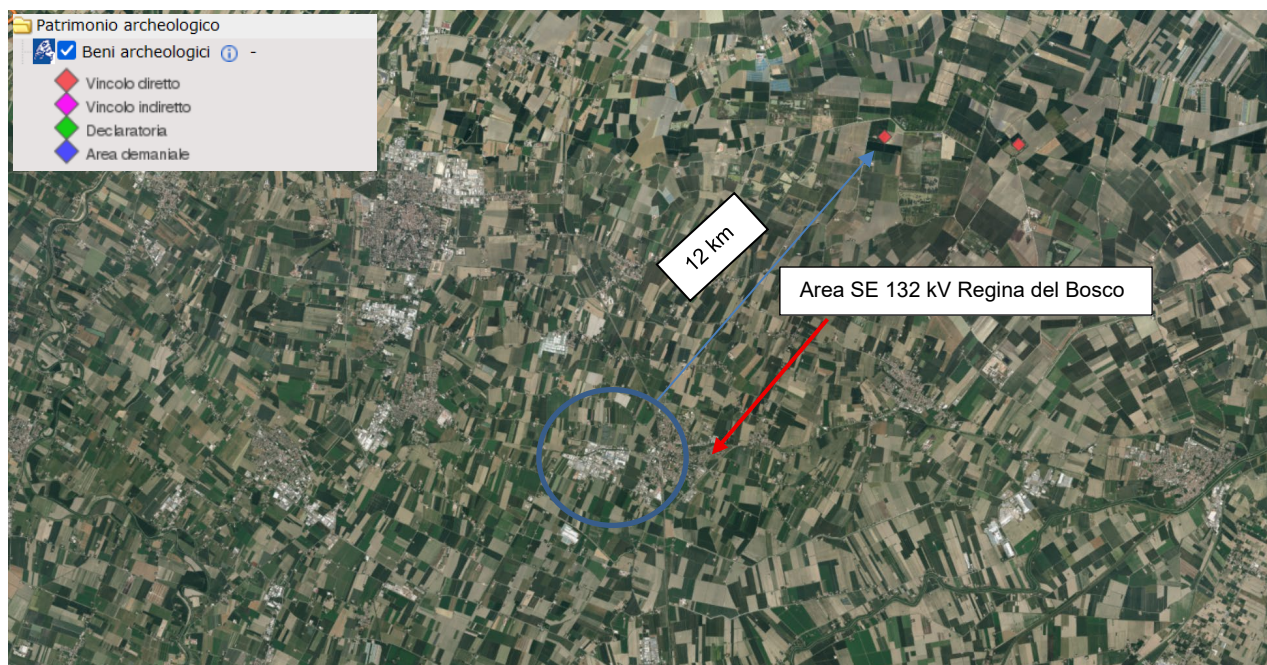 Patrimonio archeologico
Beni archeologici i -
Vincolo diretto
Vincolo indiretto
Declaratoria
Area demaniale
12 km
Area SE 132 kV Regina del Bosco